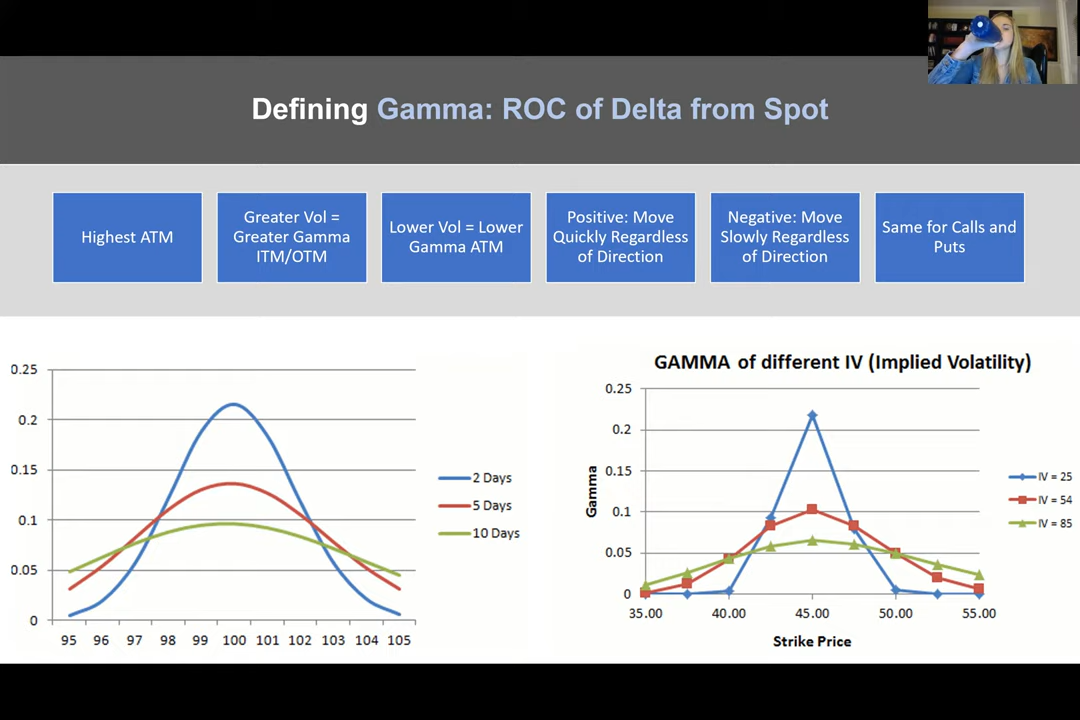 Defining Gamma: ROC of Delta from Spot
Highest ATM
Greater Vol =
Greater Gamma
ITM/OTM
Lower Vol = Lower
Gamma ATM
Positive: Move
Quickly Regardless
of Direction
Negative: Move
Slowly Regardless
of Direction
Same for Calls and
Puts
0.25
0.2
0.15
0.1
0.05
0
95 96 97 98 99 100 101 102 103 104 105
2 Days
5 Days
10 Days
GAMMA of different IV (Implied Volatility)
Gamma
0.25
0.2
0.15
0.1
0.05
0
35.00 40.00 45.00 50.00 55.00
Strike Price
IV = 25
IV = 54
IV = 85